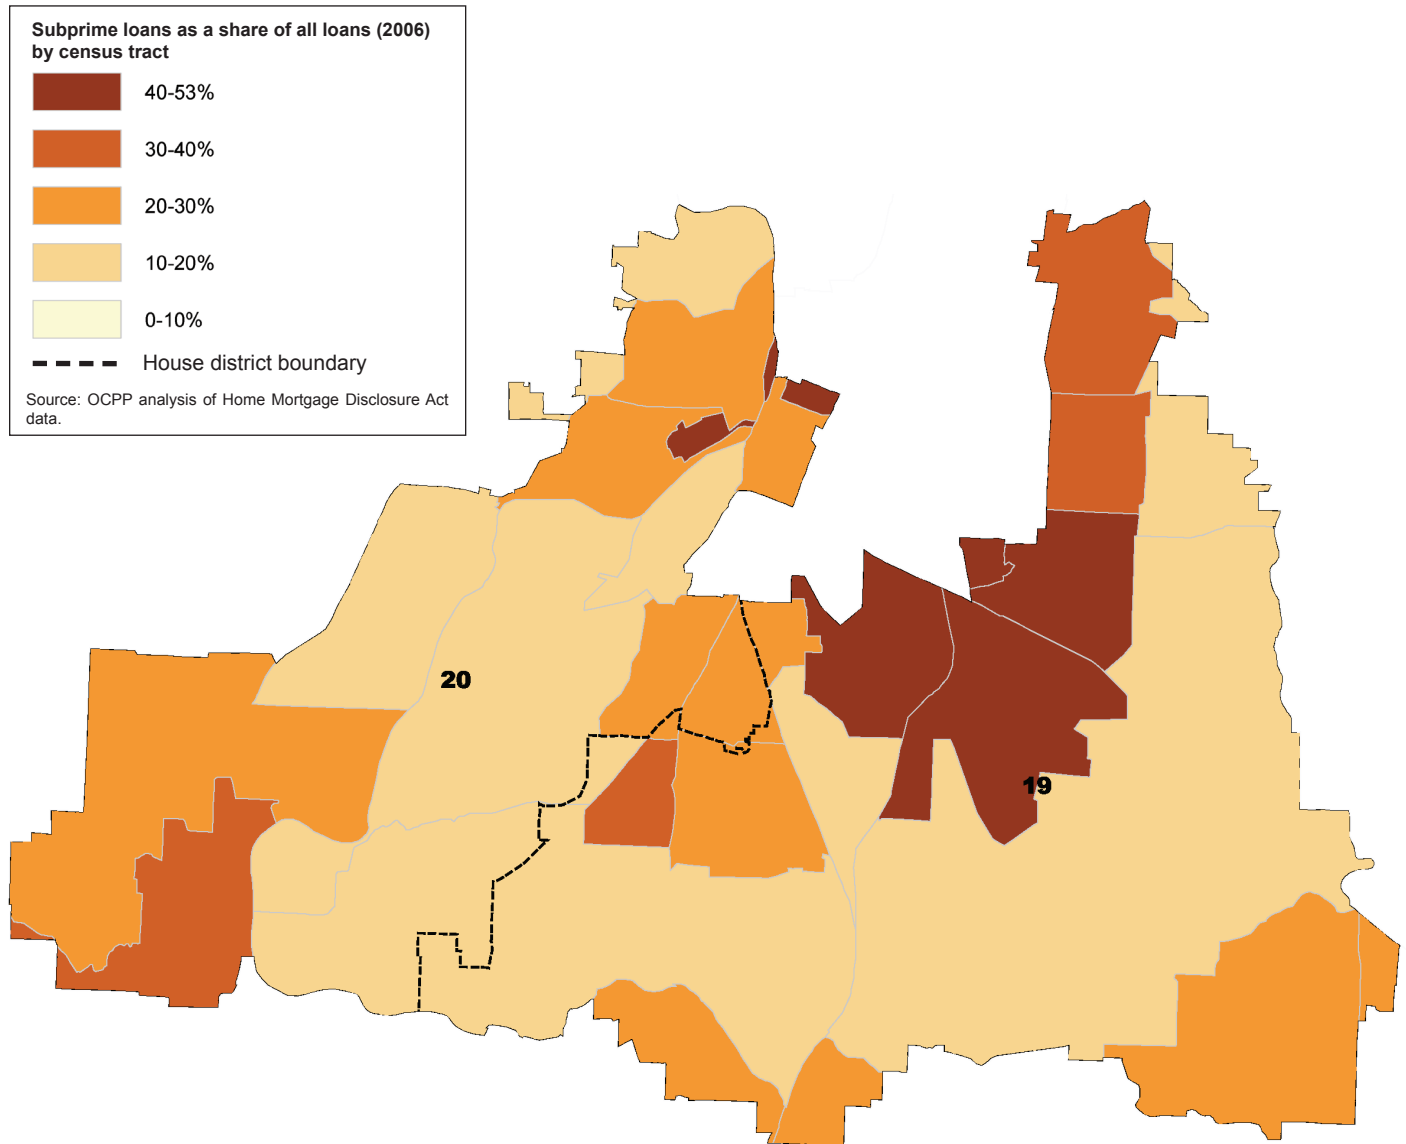 Subprime loans as a share of all loans (2006)
by census tract
40-53%
30-40%
20-30%
10-20%
0-10%
House district boundary
Source: OCPP analysis of Home Mortgage Disclosure Act
data.
20
19